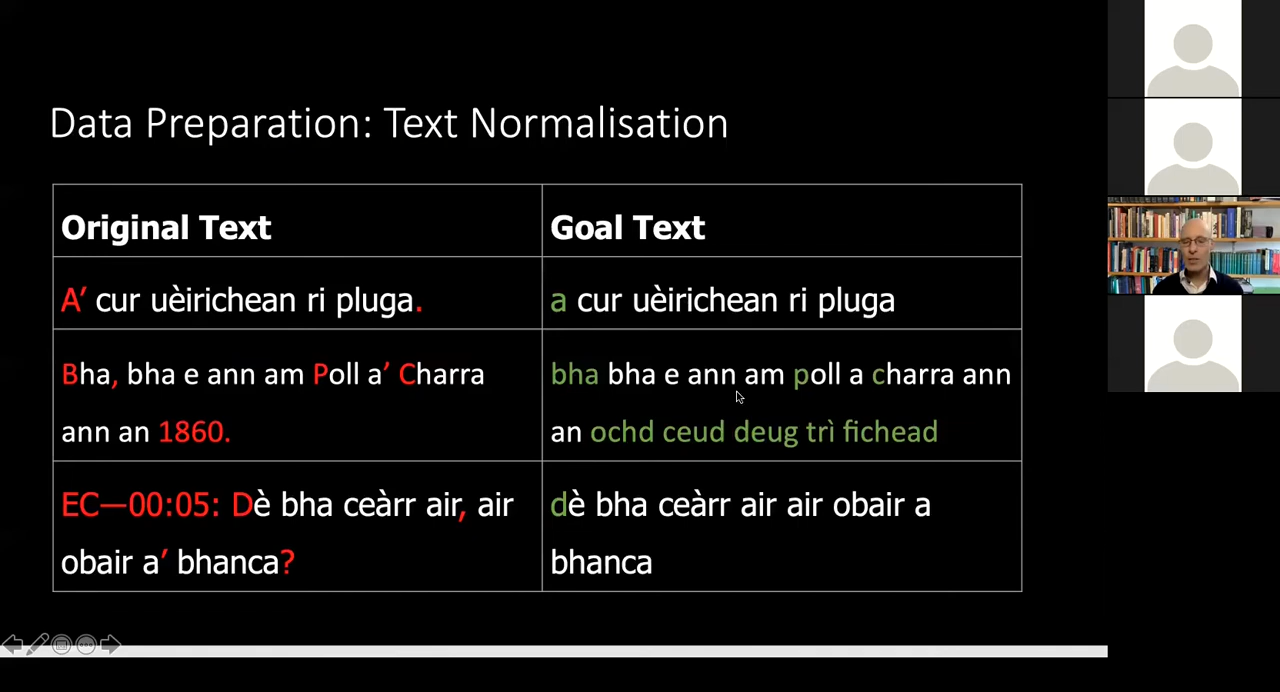 Data Preparation: Text Normalisation
Original Text
Goal Text
A’ cur uèirichean ri pluga.
a cur uèirichean ri pluga
Bha, bha e ann am Poll a’ Charra
ann an 1860.
bha bha e ann am poll a charra ann
an ochd ceud deug trì fichead
EC—00:05: Dè bha ceàrr air, air
obair a’ bhanca?
dè bha ceàrr air air obair a
bhanca